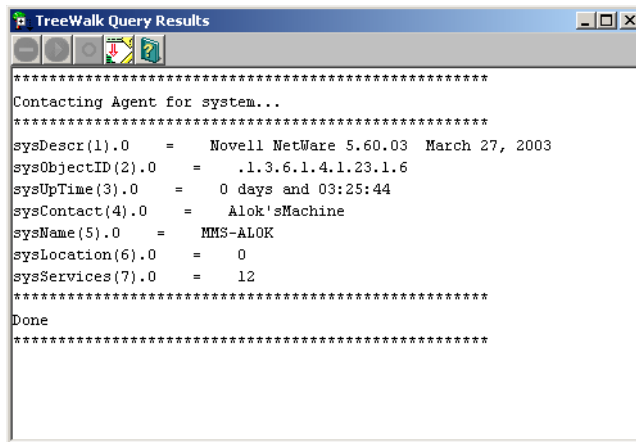 TreeWalk Query Results
*****************************************************
Contacting Agent for system...
*****************************************************
sysDescr(1).0    =    Novell NetWare 5.60.03  March 27, 2003
sysObjectID(2).0    =    .1.3.6.1.4.1.23.1.6
sysUpTime(3).0    =    0 days and 03:25:44
sysContact(4).0    =    Alok'sMachine
sysName(5).0    =    MMS-ALOK
sysLocation(6).0    =    0
sysServices(7).0    =    12
*****************************************************
Done
*****************************************************